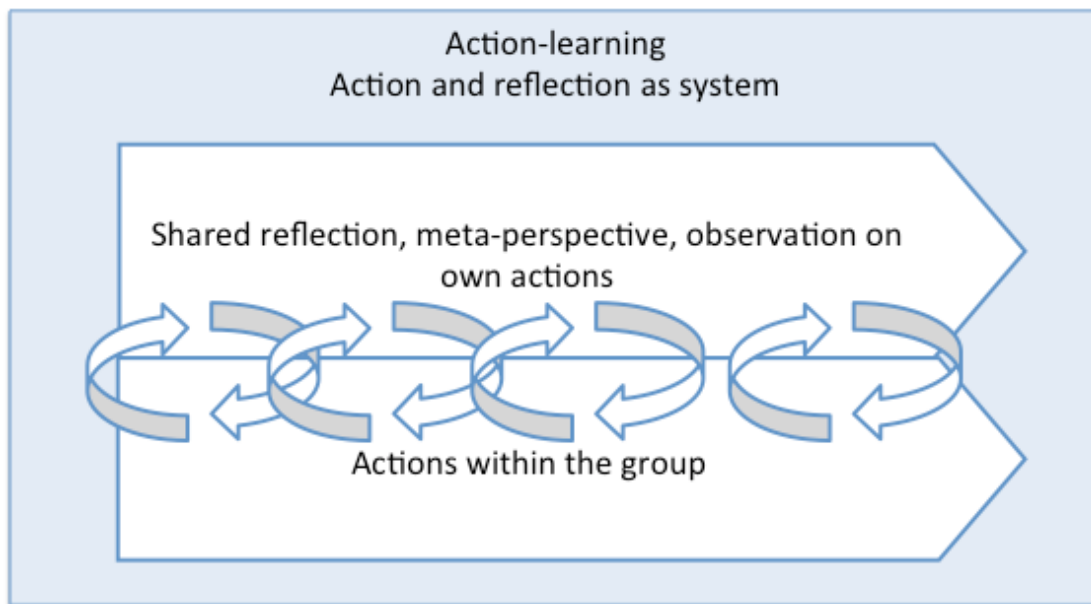 Action-learning
Action and reflection as system
Shared reflection, meta-perspective, observation on
own actions
Actions within the group